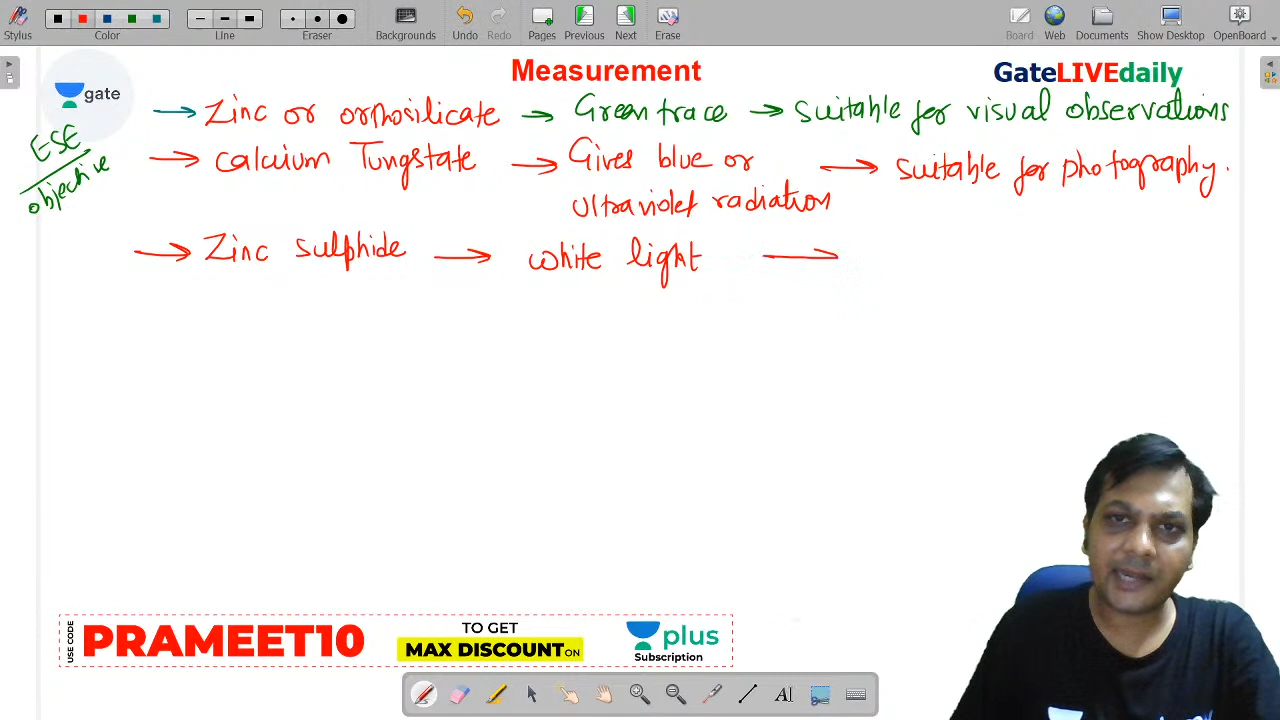 Stylus Color Line Eraser Backgrounds Undo Redo Pages Previous Next Erase Board Web Documents Show Desktop OpenBoard
gate
Measurement
GateLIVEdaily
ESE
objective
→ Zinc or orthosilicate → Green trace → suitable for visual observations
→ calcium Tungstate → Gives blue or → suitable for photography.
ultraviolet radiation
→ Zinc sulphide → white light →
USE CODE
PRAMEET10
TO GET
MAX DISCOUNT ON
plus
Subscription